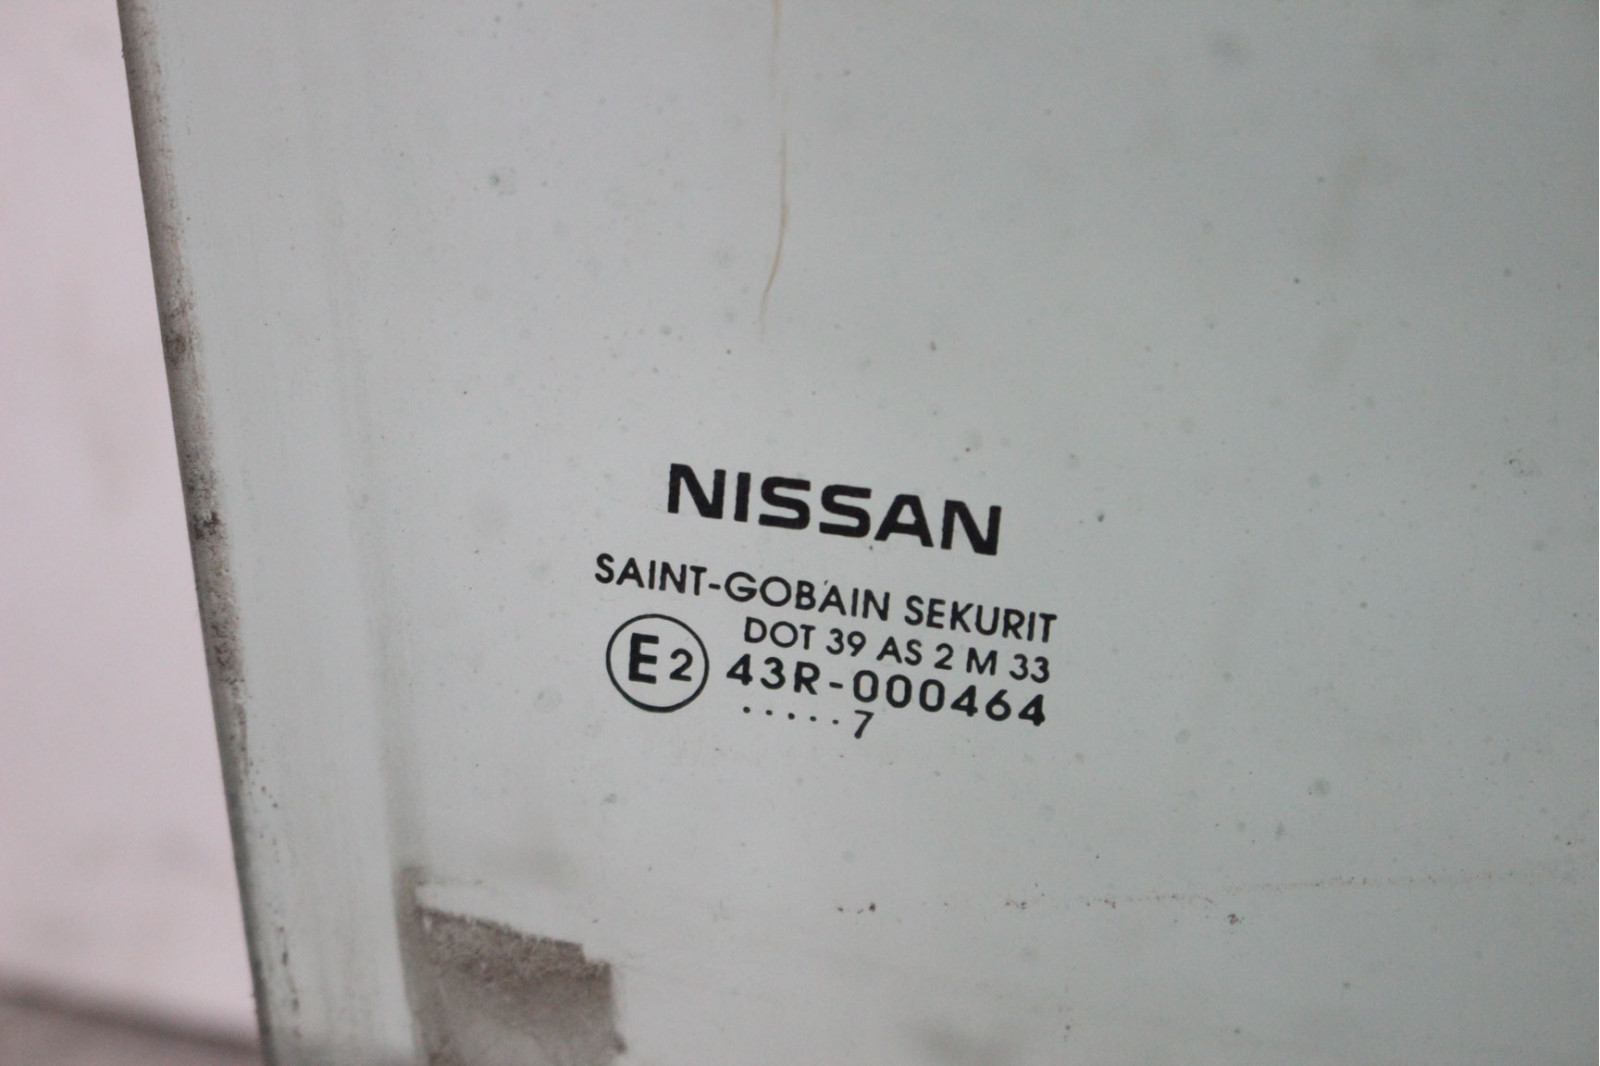 NISSAN
SAINT-GOBAIN SEKURIT
DOT 39 AS 2 M 33
E2 43R-000464
.....7